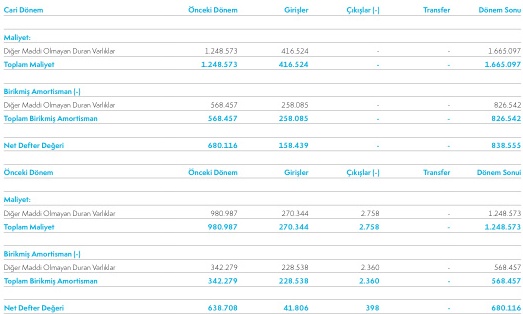 Cari Dönem Önceki Dönem Girişler Çıkışlar (-) Transfer Dönem Sonu
Maliyet:
Diğer Maddi Olmayan Duran Varlıklar 1.248.573 416.524 - - 1.665.097
Toplam Maliyet 1.248.573 416.524 - - 1.665.097
Birikmiş Amortisman (-)
Diğer Maddi Olmayan Duran Varlıklar 568.457 258.085 - - 826.542
Toplam Birikmiş Amortisman 568.457 258.085 - - 826.542
Net Defter Değeri 680.116 158.439 - - 838.555
Önceki Dönem Önceki Dönem Girişler Çıkışlar (-) Transfer Dönem Sonui
Maliyet:
Diğer Maddi Olmayan Duran Varlıklar 980.987 270.344 2.758 - 1.248.573
Toplam Maliyet 980.987 270.344 2.758 - 1.248.573
Birikmiş Amortisman (-)
Diğer Maddi Olmayan Duran Varlıklar 342.279 228.538 2.360 - 568.457
Toplam Birikmiş Amortisman 342.279 228.538 2.360 - 568.457
Net Defter Değeri 638.708 41.806 398 - 680.116